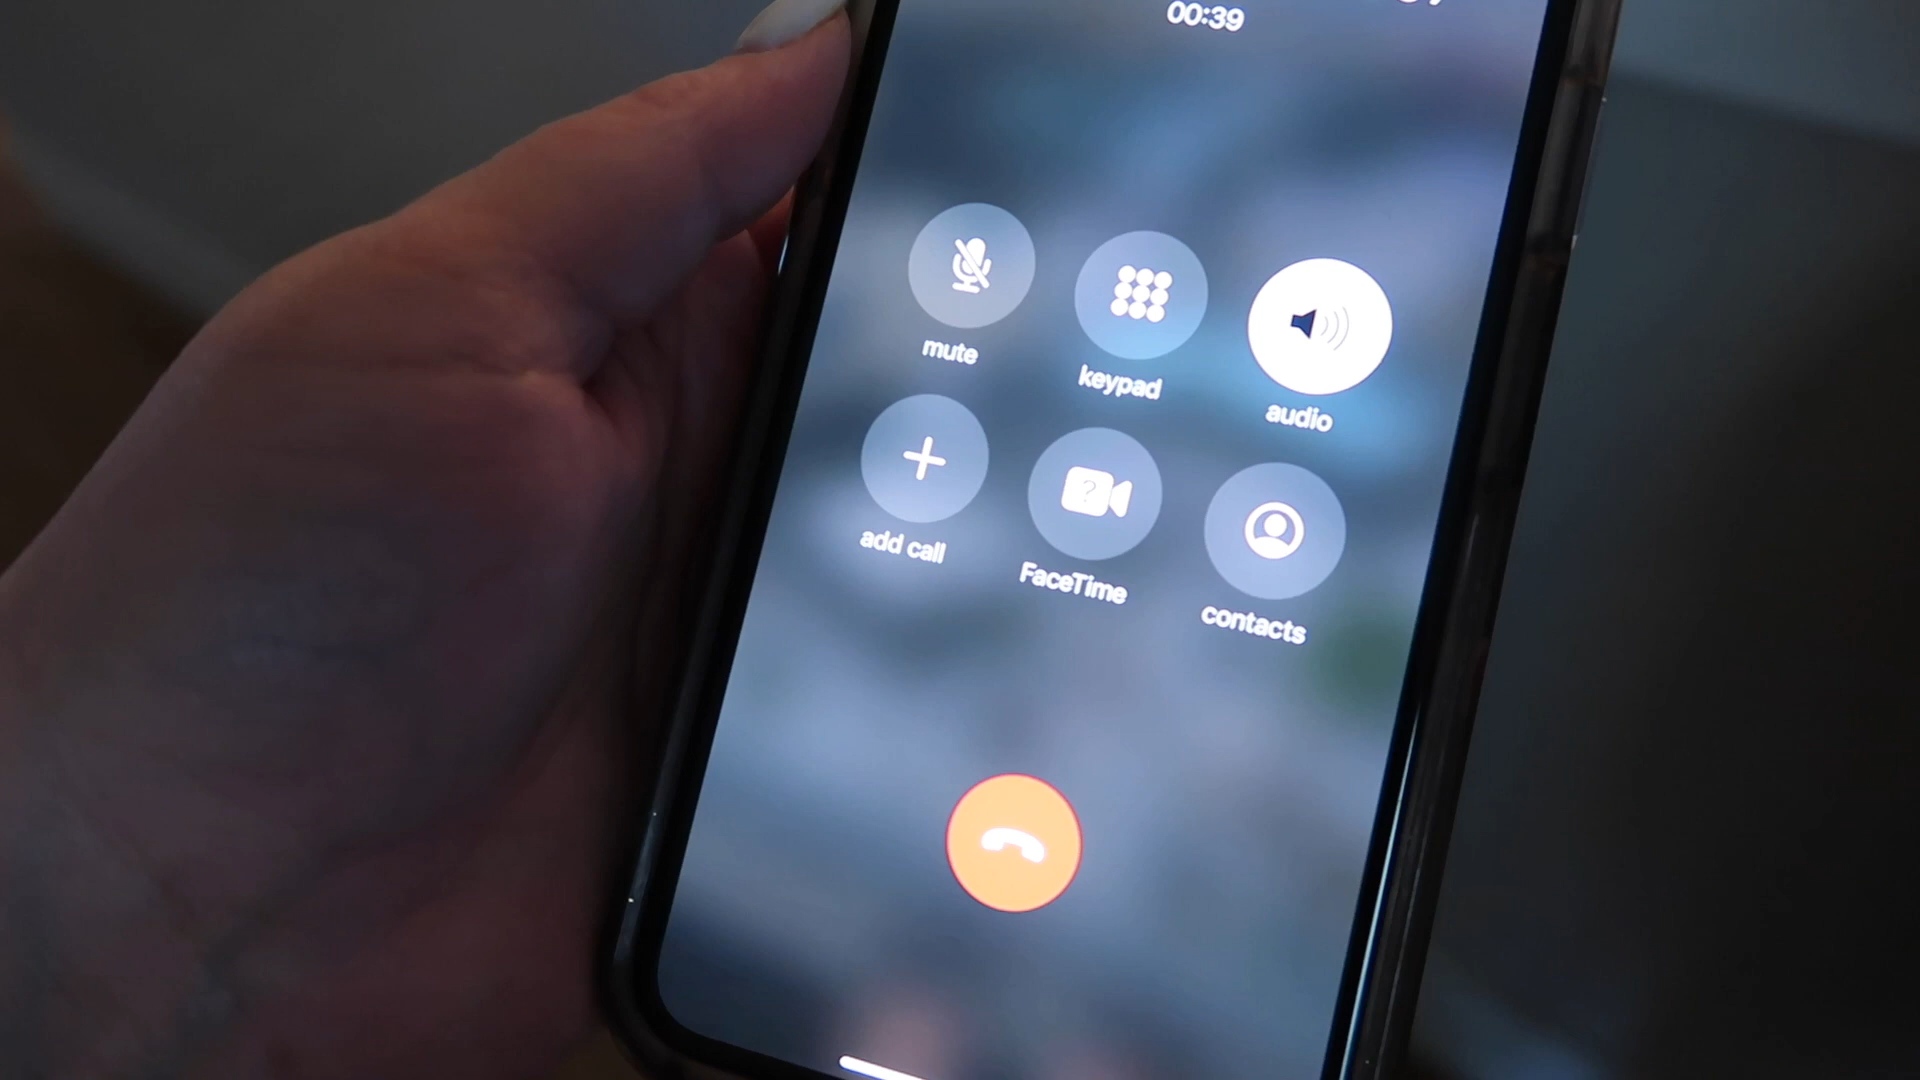 00:39
mute
keypad
audio
add call
FaceTime
contacts